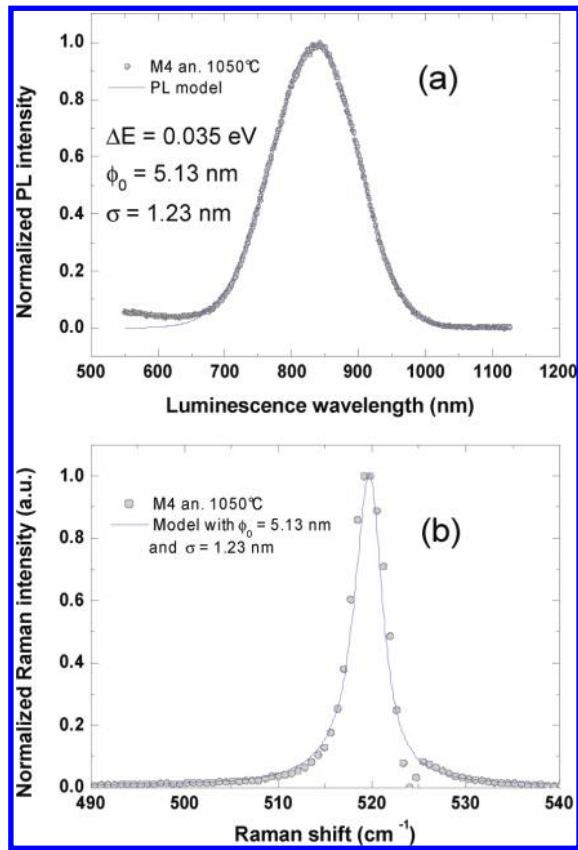 1.0
0.8
0.6
0.4
0.2
0.0
Normalized PL intensity
M4 an. 1050°C
PL model
(a)
ΔE = 0.035 eV
ϕ₀ = 5.13 nm
σ = 1.23 nm
500 600 700 800 900 1000 1100 1200
Luminescence wavelength (nm)
1.0
0.8
0.6
0.4
0.2
0.0
Normalized Raman intensity (a.u.)
M4 an. 1050°C
Model with ϕ₀ = 5.13 nm
and σ = 1.23 nm
(b)
490 500 510 520 530 540
Raman shift (cm⁻¹)